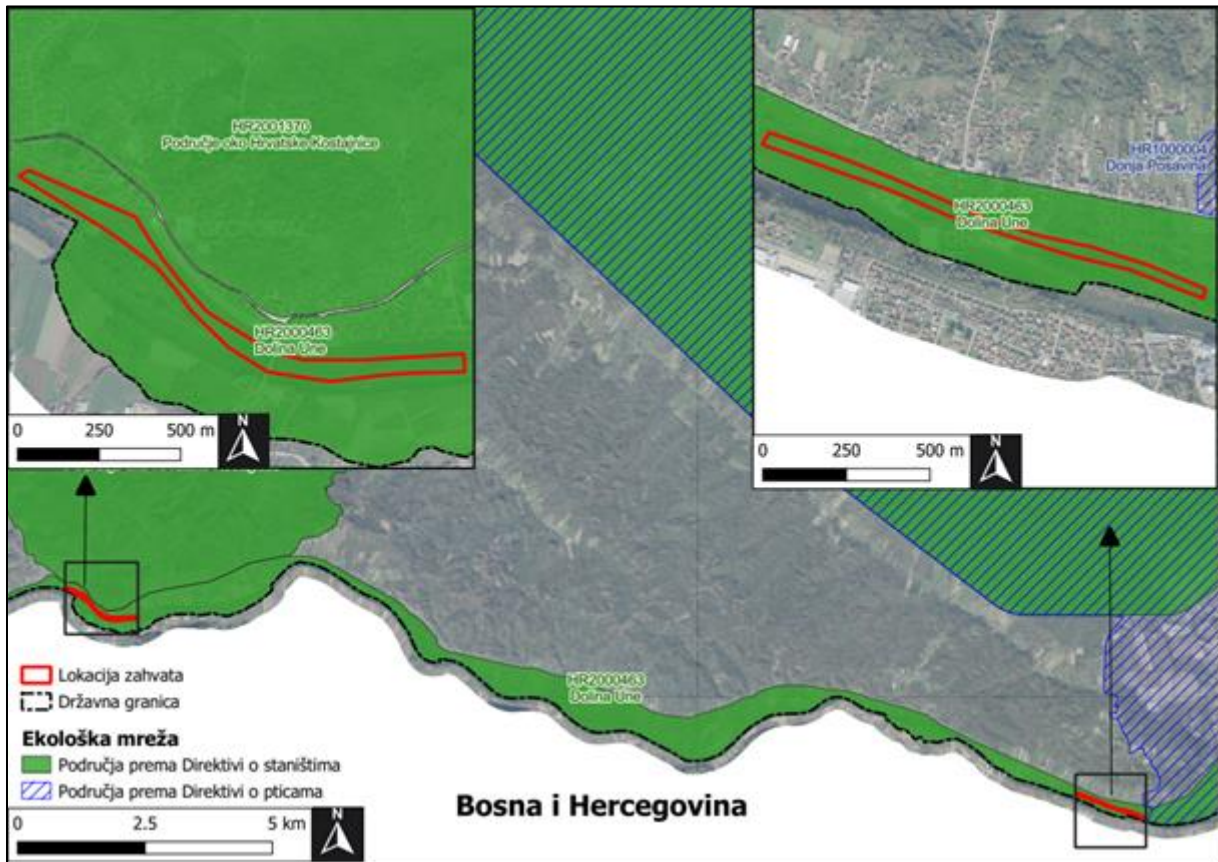 HR2001370
Područje oko Hrvatske Kostajnice
HR2000463
Dolina Une
0 250 500 m
N
HR1000004
Donja Posavina
HR2000463
Dolina Une
0 250 500 m
N
HR2000463
Dolina Une
Lokacija zahvata
Državna granica
Ekološka mreža
Područja prema Direktivi o staništima
Područja prema Direktivi o pticama
0 2.5 5 km
N
Bosna i Hercegovina